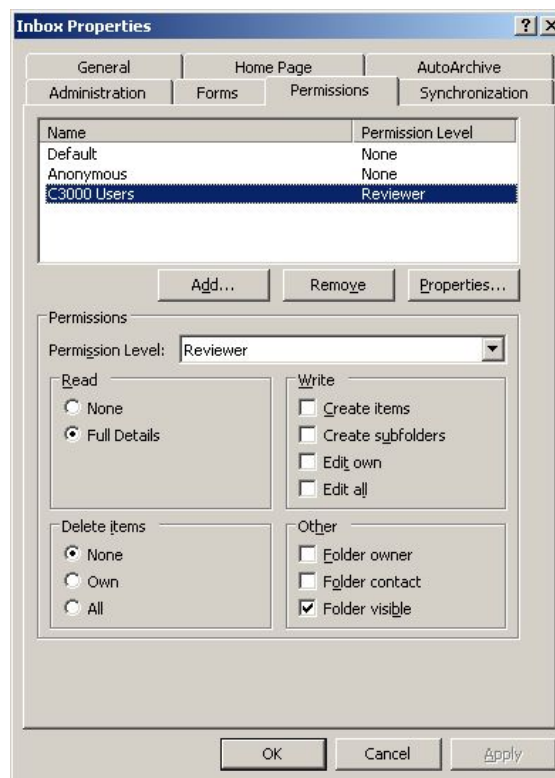 Inbox Properties
General Home Page AutoArchive
Administration Forms Permissions Synchronization
Name Permission Level
Default None
Anonymous None
C3000 Users Reviewer
Add... Remove Properties...
Permissions
Permission Level: Reviewer
Read Write
None Create items
Full Details Create subfolders
Edit own
Edit all
Delete items Other
None Folder owner
Own Folder contact
All Folder visible
OK Cancel Apply